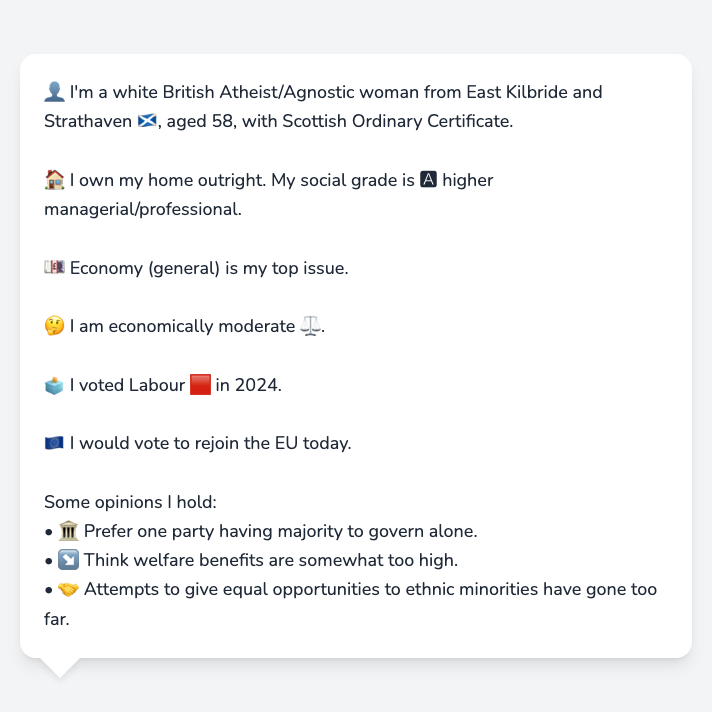 👤 I'm a white British Atheist/Agnostic woman from East Kilbride and
Strathaven 🏴󠁧󠁢󠁳󠁣󠁴󠁿, aged 58, with Scottish Ordinary Certificate.
🏠 I own my home outright. My social grade is 🅰 higher
managerial/professional.
💷 Economy (general) is my top issue.
🤔 I am economically moderate ⚖️.
🗳️ I voted Labour 🟥 in 2024.
🇪🇺 I would vote to rejoin the EU today.
Some opinions I hold:
• 🏛️ Prefer one party having majority to govern alone.
• ↘️ Think welfare benefits are somewhat too high.
• 🤝 Attempts to give equal opportunities to ethnic minorities have gone too
far.